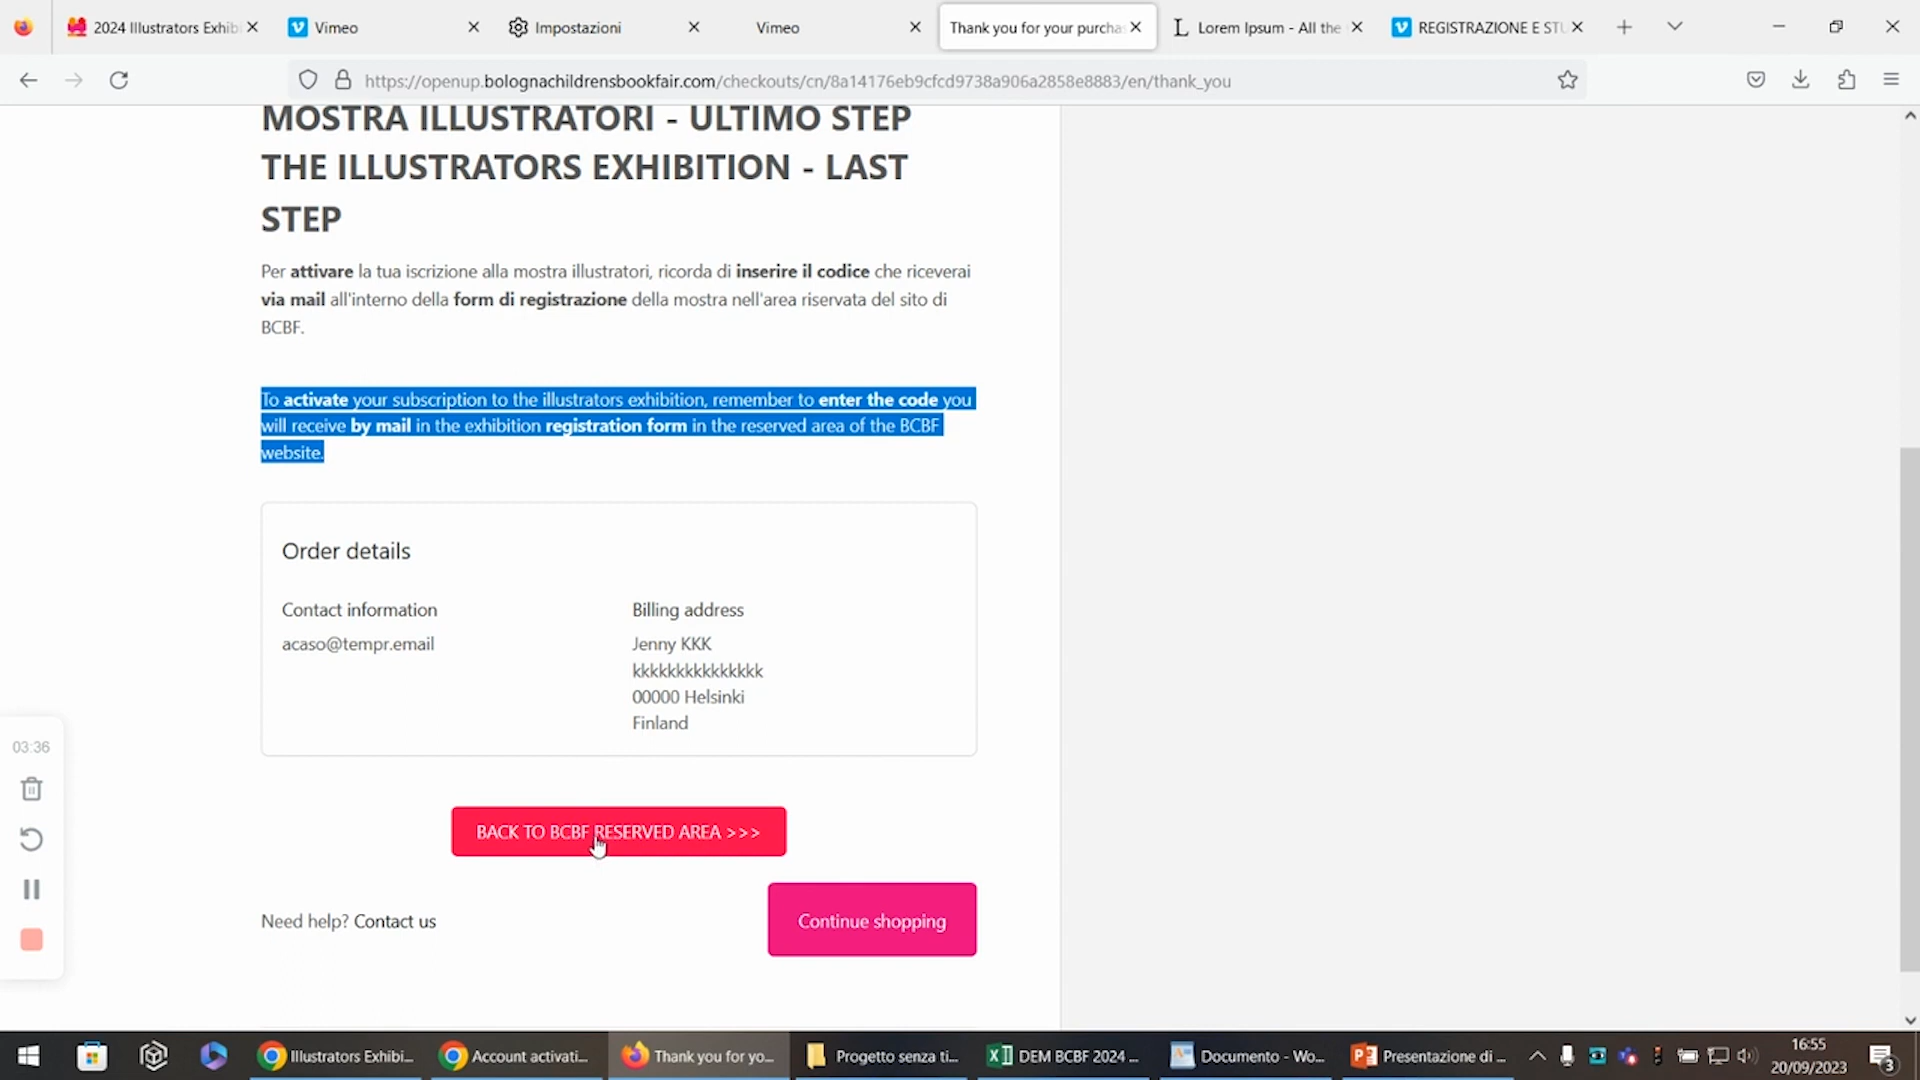 2024 Illustrators Exhibi
Vimeo
Impostazioni
Vimeo
Thank you for your purcha
Lorem Ipsum - All the
REGISTRAZIONE E STU
https://openup.bolognachildrensbookfair.com/checkouts/cn/8a14176eb9cfcd9738a906a2858e8883/en/thank_you
MOSTRA ILLUSTRATORI - ULTIMO STEP
THE ILLUSTRATORS EXHIBITION - LAST
STEP
Per attivare la tua iscrizione alla mostra illustratori, ricorda di inserire il codice che riceverai
via mail all'interno della form di registrazione della mostra nell'area riservata del sito di
BCBF.
To activate your subscription to the illustrators exhibition, remember to enter the code you
will receive by mail in the exhibition registration form in the reserved area of the BCBF
website.
Order details
Contact information
acaso@tempr.email
Billing address
Jenny KKK
kkkkkkkkkkkkkkk
00000 Helsinki
Finland
03:36
BACK TO BCBF RESERVED AREA >>>
Need help? Contact us
Continue shopping
Illustrators Exhibi...
Account activati...
Thank you for yo...
Progetto senza ti...
DEM BCBF 2024 ...
Documento - Wo...
Presentazione di ...
16:55
20/09/2023
3